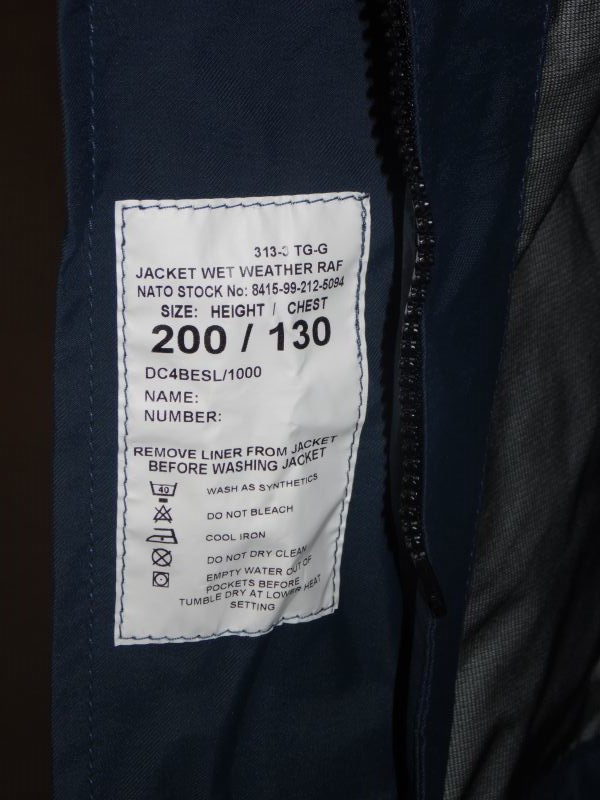 313-3 TG-G
JACKET WET WEATHER RAF
NATO STOCK No: 8415-99-212-5094
SIZE: HEIGHT / CHEST
200 / 130
DC4BESL/1000
NAME:
NUMBER:
REMOVE LINER FROM JACKET
BEFORE WASHING JACKET
40 WASH AS SYNTHETICS
DO NOT BLEACH
COOL IRON
DO NOT DRY CLEAN
EMPTY WATER OUT OF
POCKETS BEFORE
TUMBLE DRY AT LOWER HEAT
SETTING